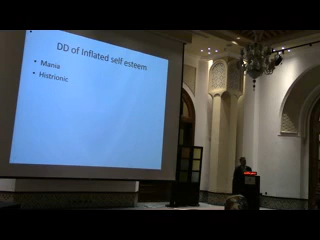 DD of Inflated self esteem
• Mania
• Histrionic